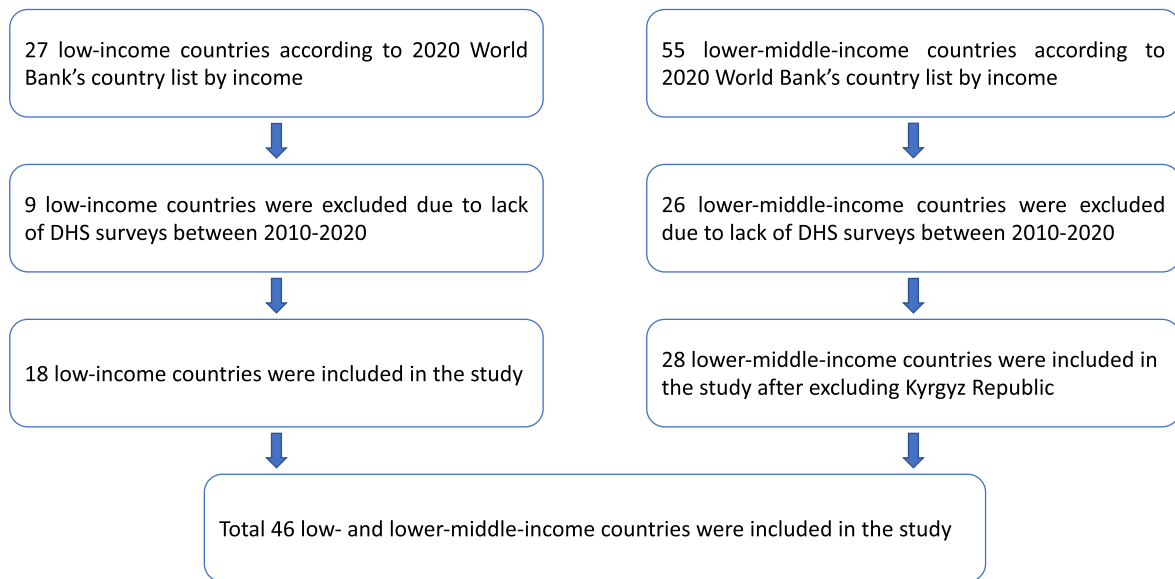 27 low-income countries according to 2020 World
Bank’s country list by income
55 lower-middle-income countries according to
2020 World Bank’s country list by income
9 low-income countries were excluded due to lack
of DHS surveys between 2010-2020
26 lower-middle-income countries were excluded
due to lack of DHS surveys between 2010-2020
18 low-income countries were included in the study
28 lower-middle-income countries were included in
the study after excluding Kyrgyz Republic
Total 46 low- and lower-middle-income countries were included in the study